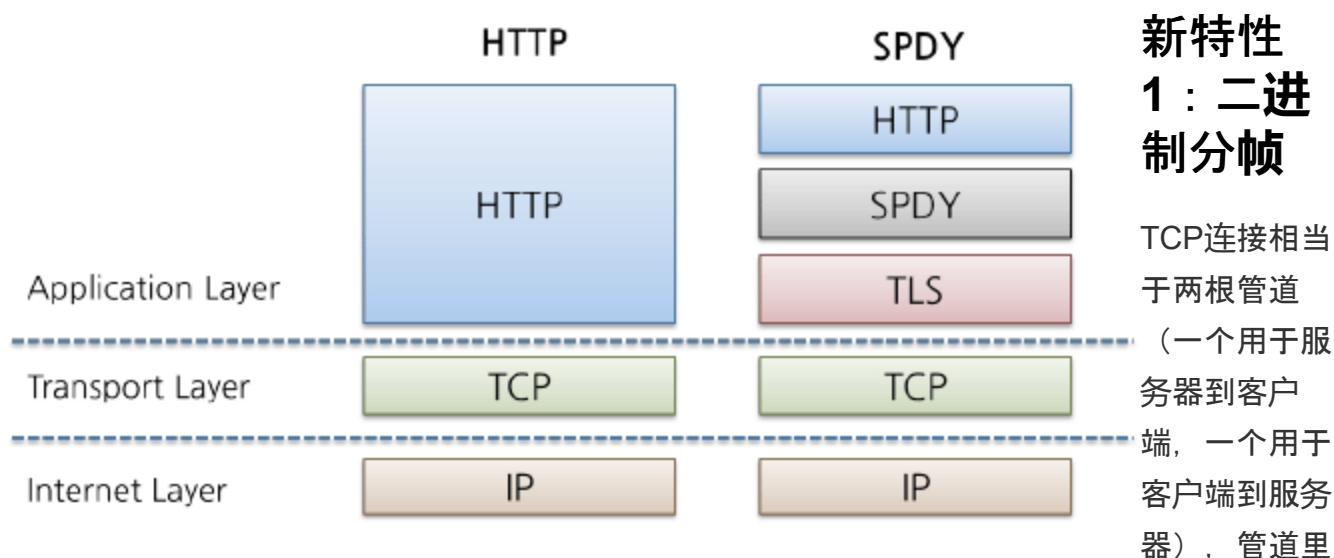 HTTP
SPDY
HTTP
HTTP
SPDY
Application Layer
TLS
Transport Layer
TCP
TCP
Internet Layer
IP
IP
新特性
1：二进
制分帧
TCP连接相当
于两根管道
（一个用于服
务器到客户
端，一个用于
客户端到服务
器），管道里